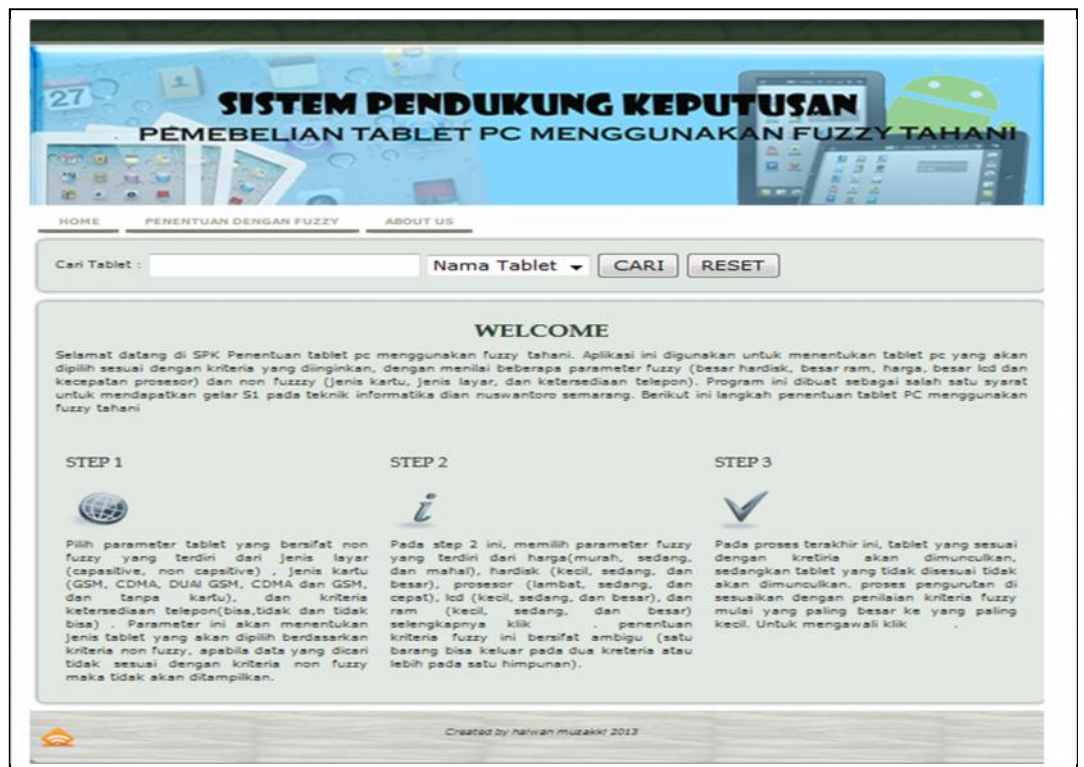 27
SISTEM PENDUKUNG KEPUTUSAN
PEMEBELIAN TABLET PC MENGGUNAKAN FUZZY TAHANI
HOME PENENTUAN DENGAN FUZZY ABOUT US
Cari Tablet : Nama Tablet CARI RESET
WELCOME
Selamat datang di SPK Penentuan tablet pc menggunakan fuzzy tahani. Aplikasi ini digunakan untuk menentukan tablet pc yang akan
dipilih sesuai dengan kriteria yang diinginkan, dengan menilai beberapa parameter fuzzy (besar hardisk, besar ram, harga, besar lcd dan
kecepatan prosesor) dan non fuzzzy (jenis kartu, jenis layar, dan ketersediaan telepon). Program ini dibuat sebagai salah satu syarat
untuk mendapatkan gelar S1 pada teknik informatika dian nuswantoro semarang. Berikut ini langkah penentuan tablet PC menggunakan
fuzzy tahani
STEP 1
Pilih parameter tablet yang bersifat non
fuzzy yang terdiri dari jenis layar
(capasitive, non capsitive) , jenis kartu
(GSM, CDMA, DUAl GSM, CDMA dan GSM,
dan tanpa kartu), dan kriteria
ketersediaan telepon(bisa,tidak dan tidak
bisa) . Parameter ini akan menentukan
jenis tablet yang akan dipilih berdasarkan
kriteria non fuzzy, apabila data yang dicari
tidak sesuai dengan kriteria non fuzzy
maka tidak akan ditampilkan.
STEP 2
Pada step 2 ini, memilih parameter fuzzy
yang terdiri dari harga(murah, sedang,
dan mahal), hardisk (kecil, sedang, dan
besar), prosesor (lambat, sedang, dan
cepat), lcd (kecil, sedang, dan besar), dan
ram (kecil, sedang, dan besar)
selengkapnya klik . penentuan
kriteria fuzzy ini bersifat ambigu (satu
barang bisa keluar pada dua kreteria atau
lebih pada satu himpunan).
STEP 3
Pada proses terakhir ini, tablet yang sesuai
dengan kretiria akan dimunculkan,
sedangkan tablet yang tidak disesuai tidak
akan dimunculkan. proses pengurutan di
sesuaikan dengan penilaian kriteria fuzzy
mulai yang paling besar ke yang paling
kecil. Untuk mengawali klik .
Created by halwan muzakki 2013